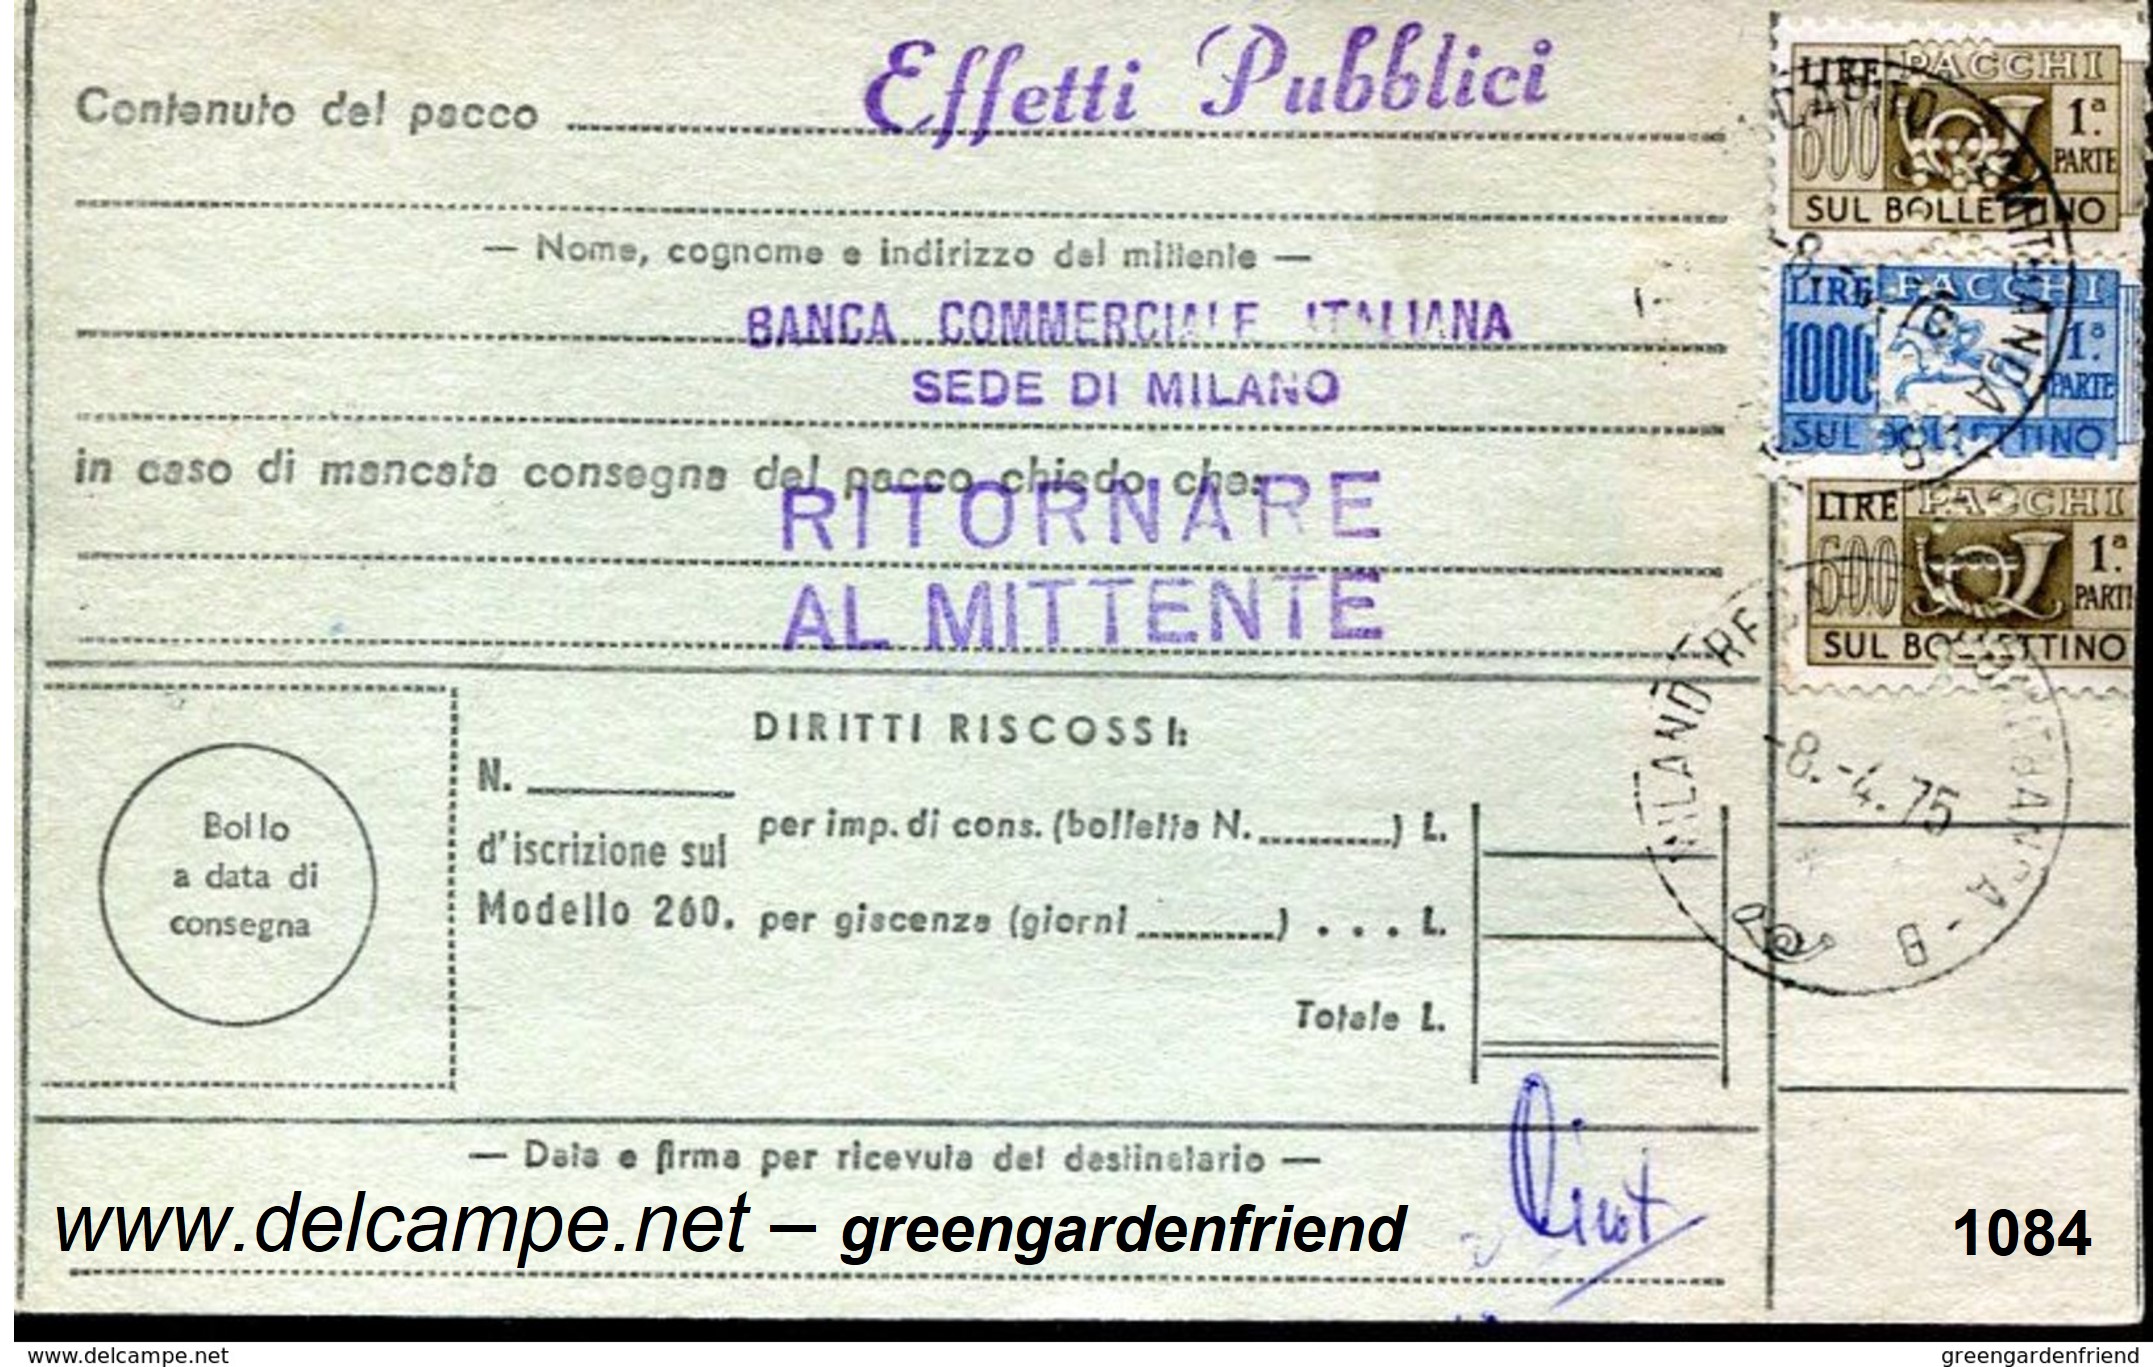 Contenuto del pacco Effetti Pubblici
— Nome, cognome e indirizzo del mittente —
BANCA COMMERCIALE ITALIANA
SEDE DI MILANO
in caso di mancata consegna del pacco chiedo che:
RITORNARE
AL MITTENTE
LIRE PACCHI
600 1ª. PARTE
SUL BOLLETTINO
LIRE PACCHI
1000 1ª. PARTE
SUL BOLLETTINO
LIRE PACCHI
600 1ª. PARTE
SUL BOLLETTINO
MILANO
-8.-4.75
B
DIRITTI RISCOSSI:
N.
d'iscrizione sul
Modello 260.
per imp. di cons. (bolletta N. ) L.
per giacenza (giorni ) . . . L.
Totale L.
Bollo
a data di
consegna
— Data e firma per ricevuta del destinatario —
www.delcampe.net – greengardenfriend 1084
www.delcampe.net greengardenfriend